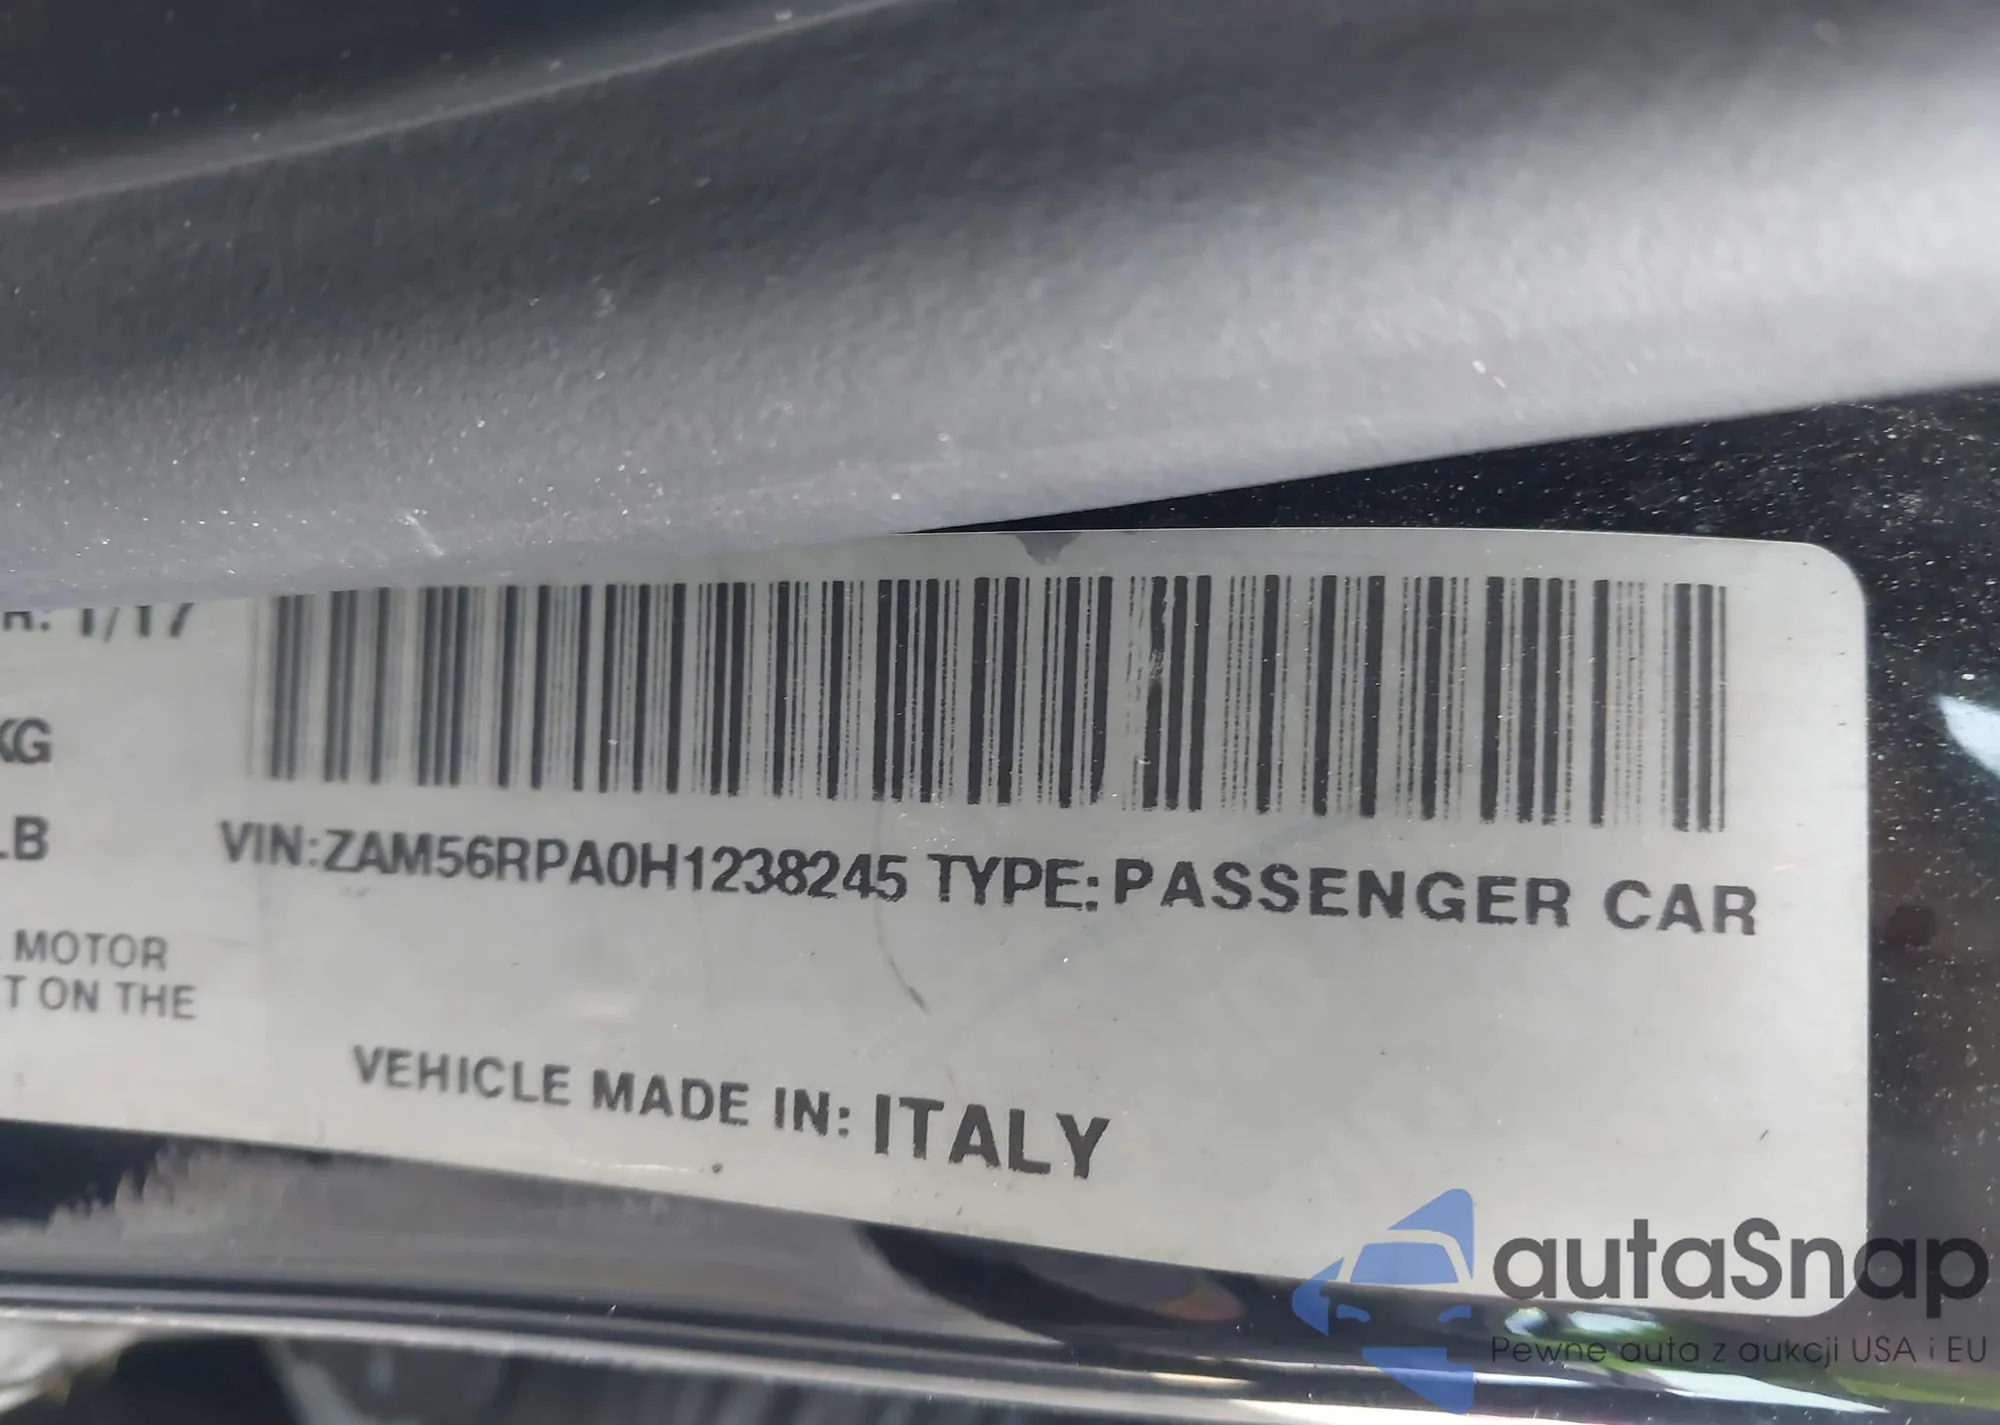 R: 1/17
KG
LB
VIN:ZAM56RPA0H1238245 TYPE:PASSENGER CAR
MOTOR
T ON THE
VEHICLE MADE IN: ITALY
autaSnap
Pewne auta z aukcji USA i EU